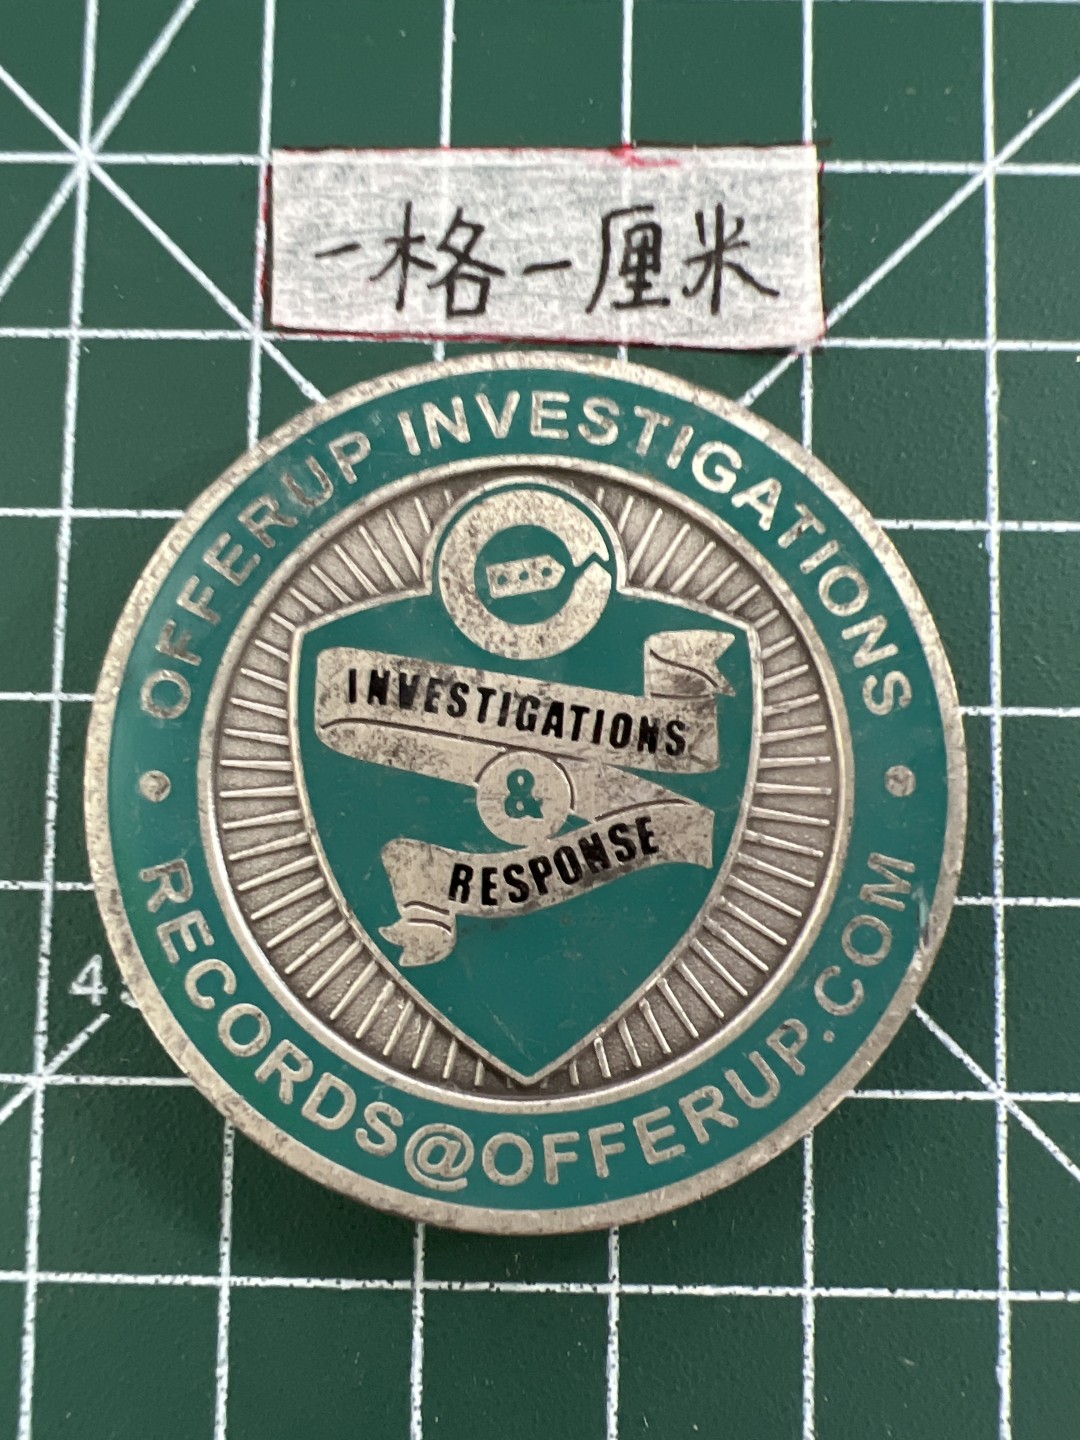 一格一厘米
OFFERUP INVESTIGATIONS
INVESTIGATIONS
&
RESPONSE
RECORDS@OFFERUP.COM